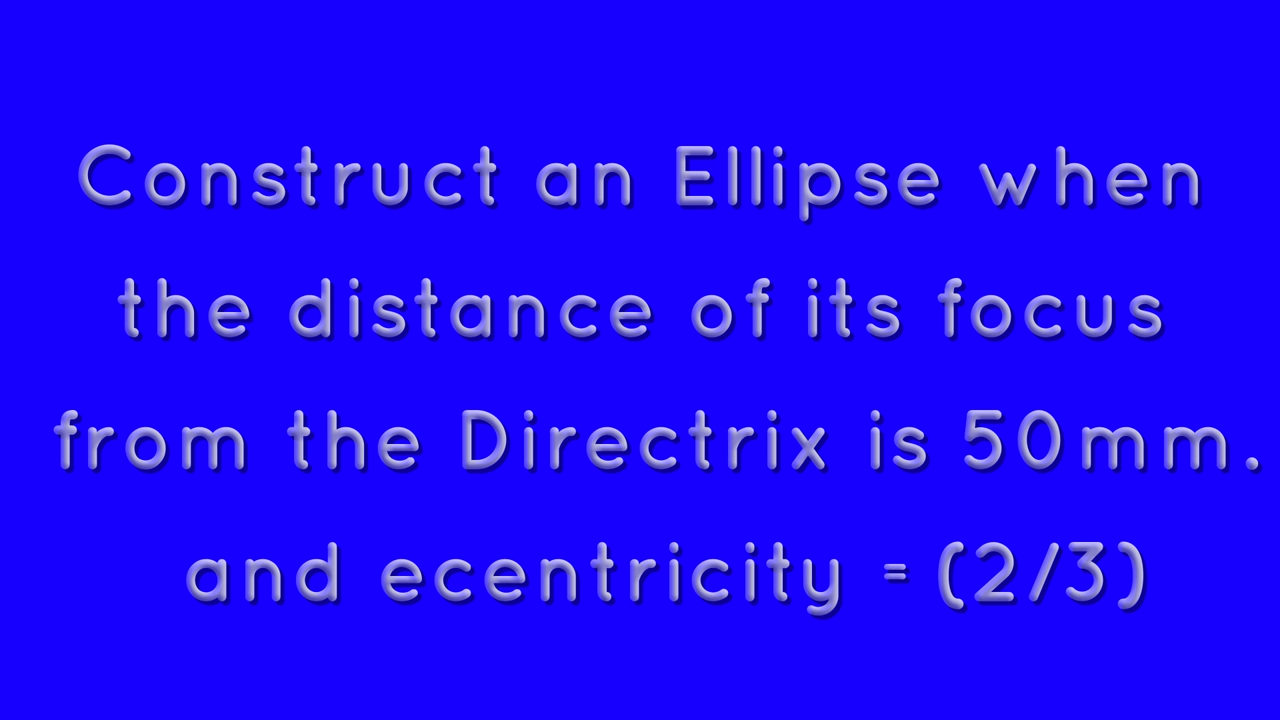 Construct an Ellipse when
the distance of its focus
from the Directrix is 50mm.
and ecentricity = (2/3)